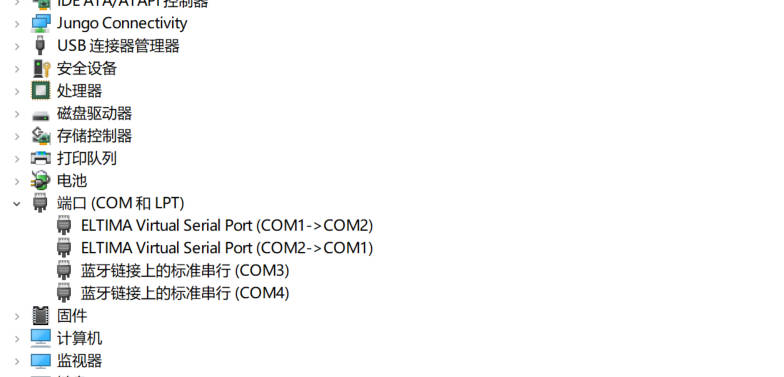 IDE ATA/ATAPI 控制器
Jungo Connectivity
USB 连接器管理器
安全设备
处理器
磁盘驱动器
存储控制器
打印队列
电池
端口 (COM 和 LPT)
ELTIMA Virtual Serial Port (COM1->COM2)
ELTIMA Virtual Serial Port (COM2->COM1)
蓝牙链接上的标准串行 (COM3)
蓝牙链接上的标准串行 (COM4)
固件
计算机
监视器